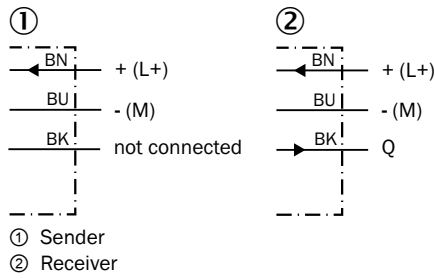 ① ②
BN + (L+) BN + (L+)
BU - (M) BU - (M)
BK not connected BK Q
① Sender
② Receiver